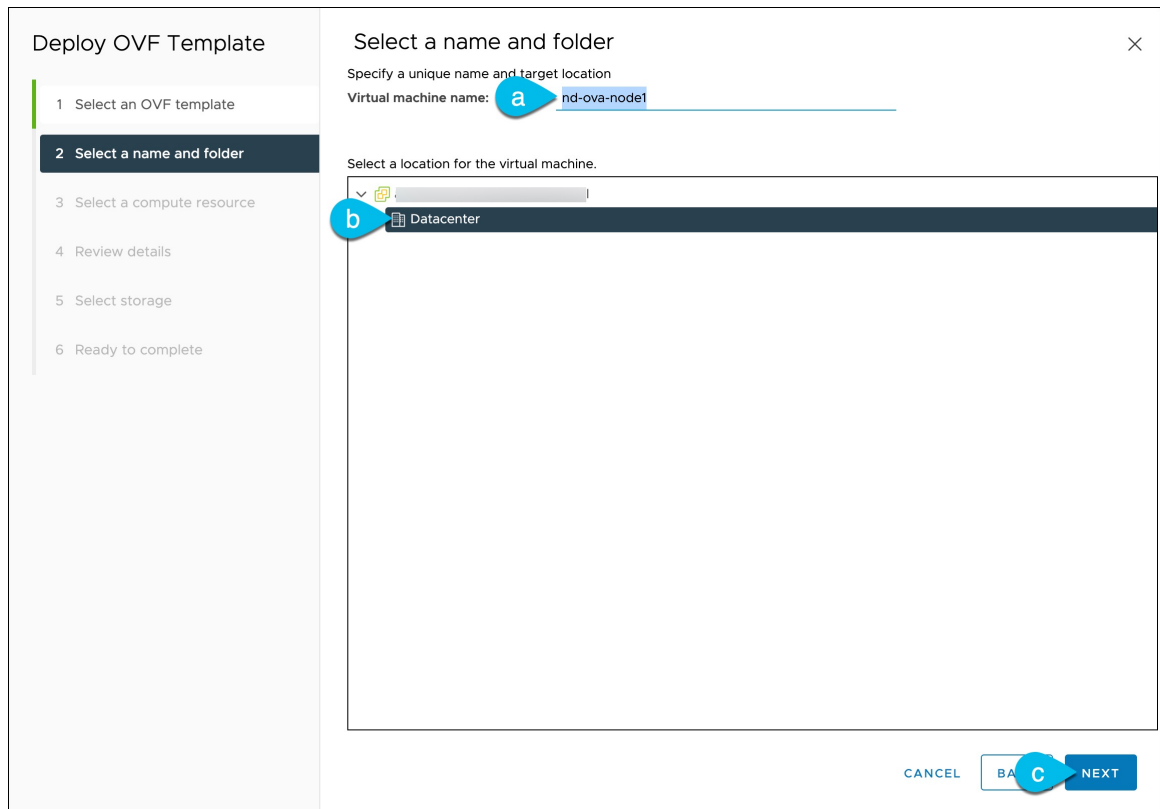 Deploy OVF Template
1 Select an OVF template
2 Select a name and folder
3 Select a compute resource
4 Review details
5 Select storage
6 Ready to complete
Select a name and folder
Specify a unique name and target location
Virtual machine name: a nd-ova-node1
Select a location for the virtual machine.
b Datacenter
CANCEL BA c NEXT